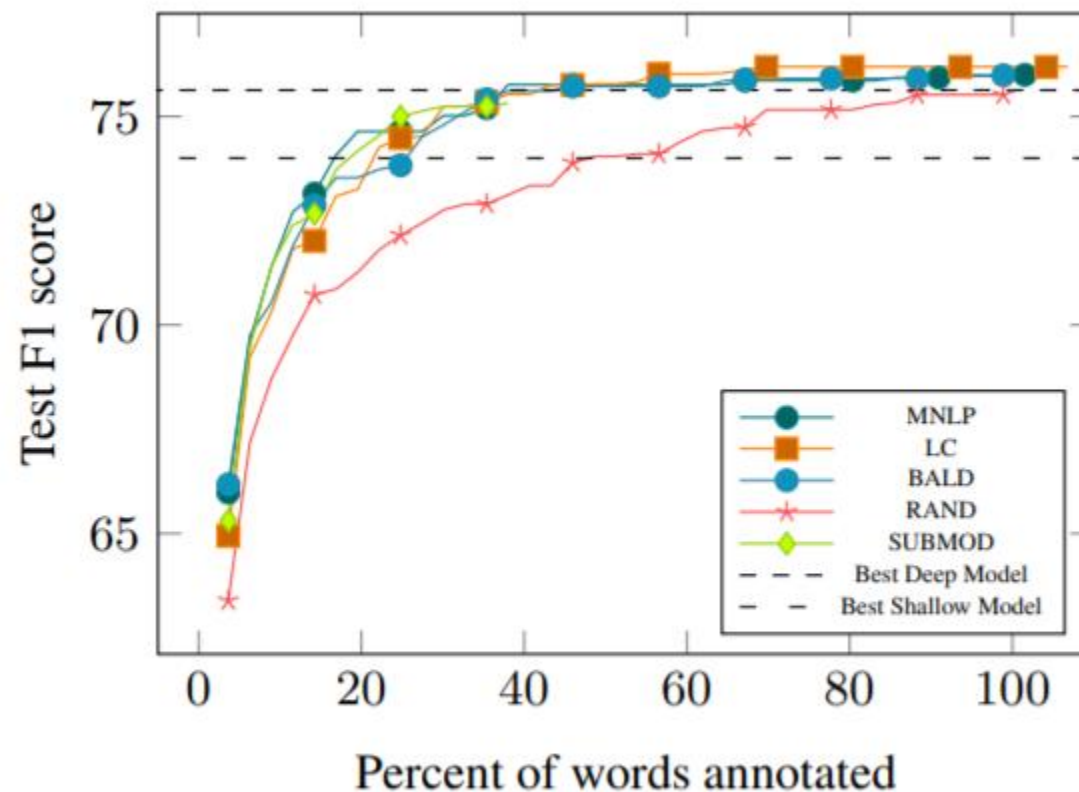 75
70
65
Test F1 score
MNLP
LC
BALD
RAND
SUBMOD
Best Deep Model
Best Shallow Model
0 20 40 60 80 100
Percent of words annotated